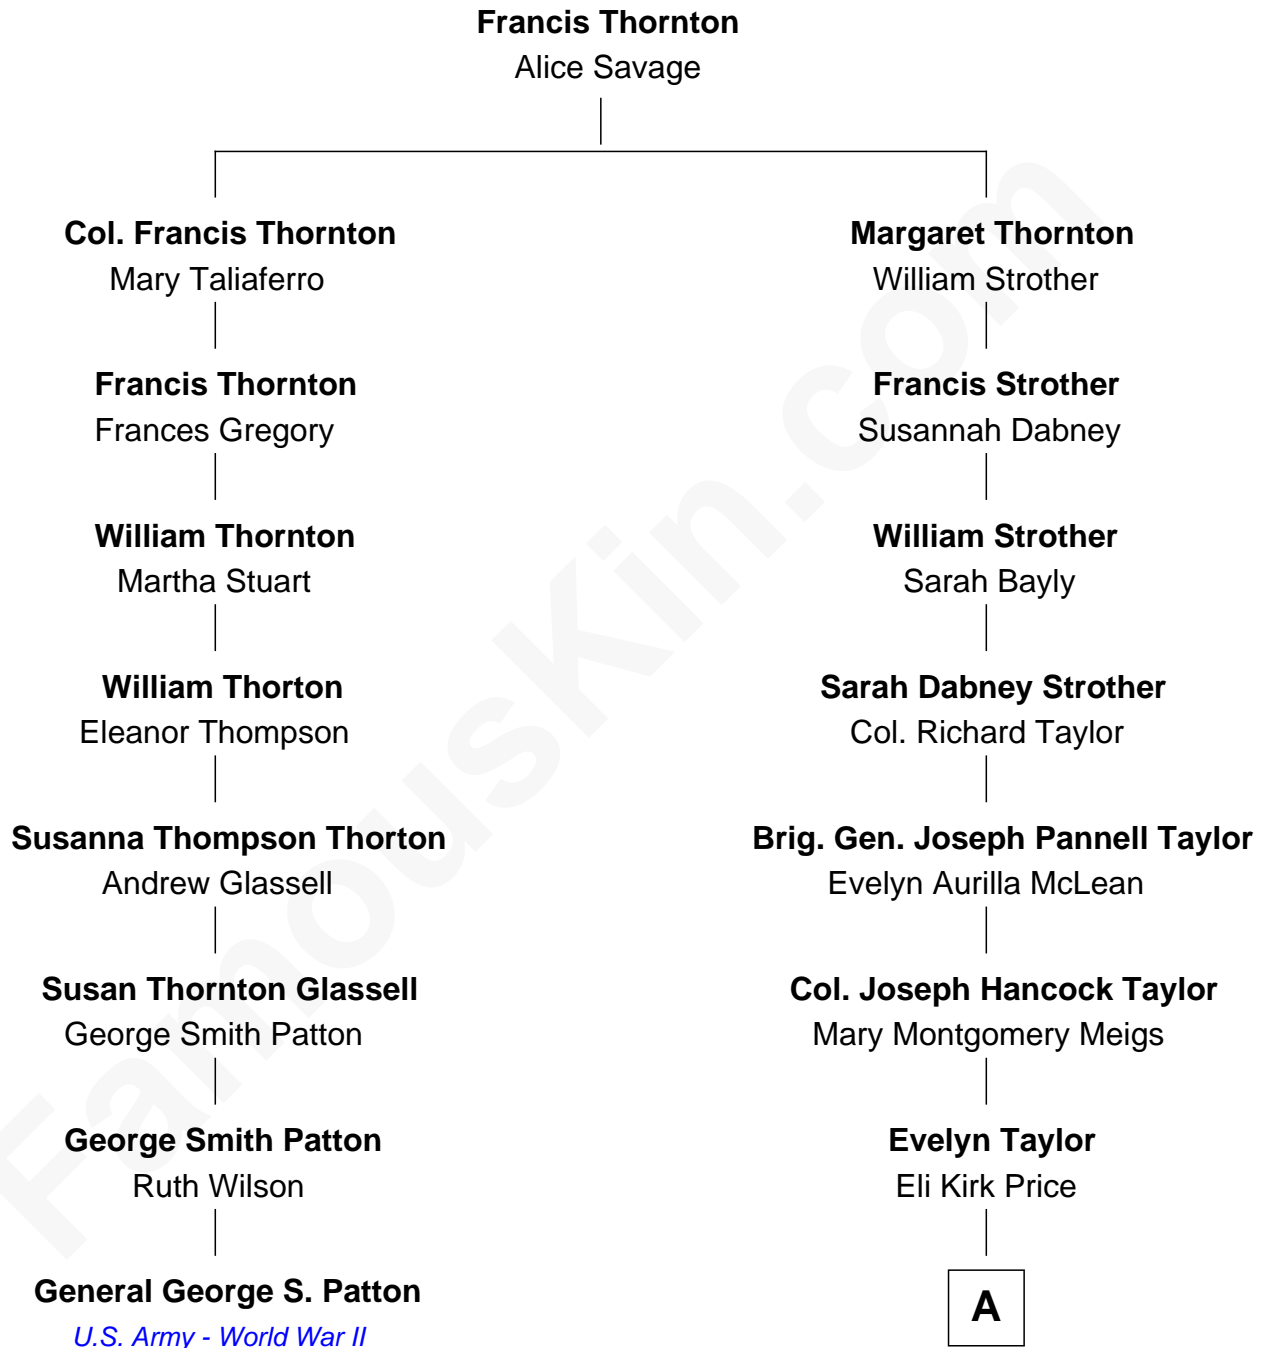 Francis Thornton
Alice Savage
Col. Francis Thornton
Mary Taliaferro
Margaret Thornton
William Strother
Francis Thornton
Frances Gregory
Francis Strother
Susannah Dabney
William Thornton
Martha Stuart
William Strother
Sarah Bayly
William Thorton
Eleanor Thompson
Sarah Dabney Strother
Col. Richard Taylor
Susanna Thompson Thorton
Andrew Glassell
Brig. Gen. Joseph Pannell Taylor
Evelyn Aurilla McLean
Susan Thornton Glassell
George Smith Patton
Col. Joseph Hancock Taylor
Mary Montgomery Meigs
George Smith Patton
Ruth Wilson
Evelyn Taylor
Eli Kirk Price
General George S. Patton
U.S. Army - World War II
A
FamousKin.com